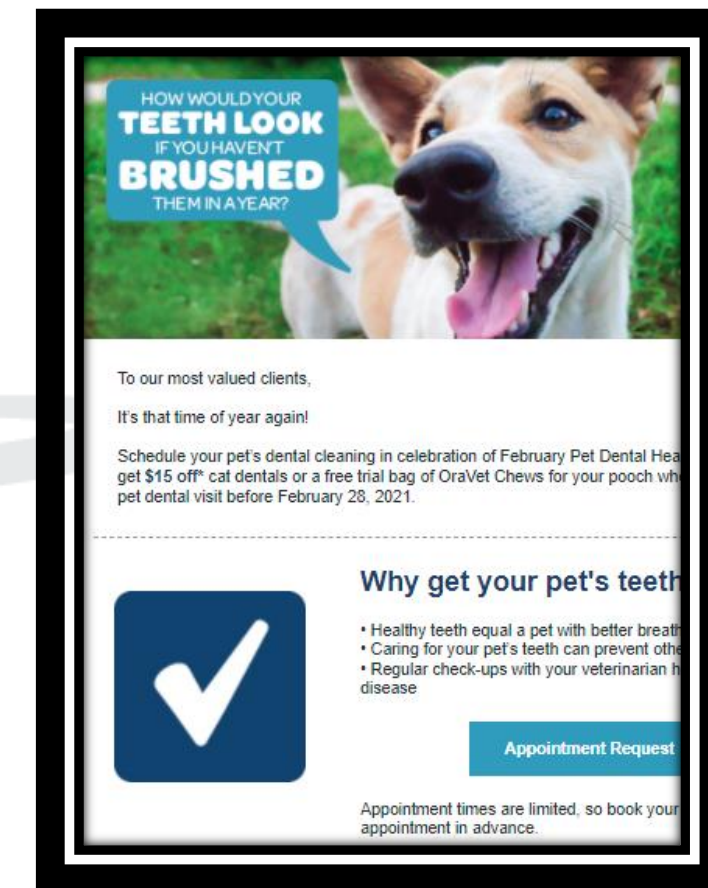 HOW WOULD YOUR
TEETH LOOK
IF YOU HAVEN'T
BRUSHED
THEM IN A YEAR?
To our most valued clients,
It's that time of year again!
Schedule your pet's dental cleaning in celebration of February Pet Dental
get $15 off* cat dentals or a free trial bag of OraVet Chews for your pooch
pet dental visit before February 28, 2021.
Why get your pet's teeth
• Healthy teeth equal a pet with better breath
• Caring for your pet's teeth can prevent
• Regular check-ups with your veterinarian
disease
Appointment Request
Appointment times are limited, so book your
appointment in advance.